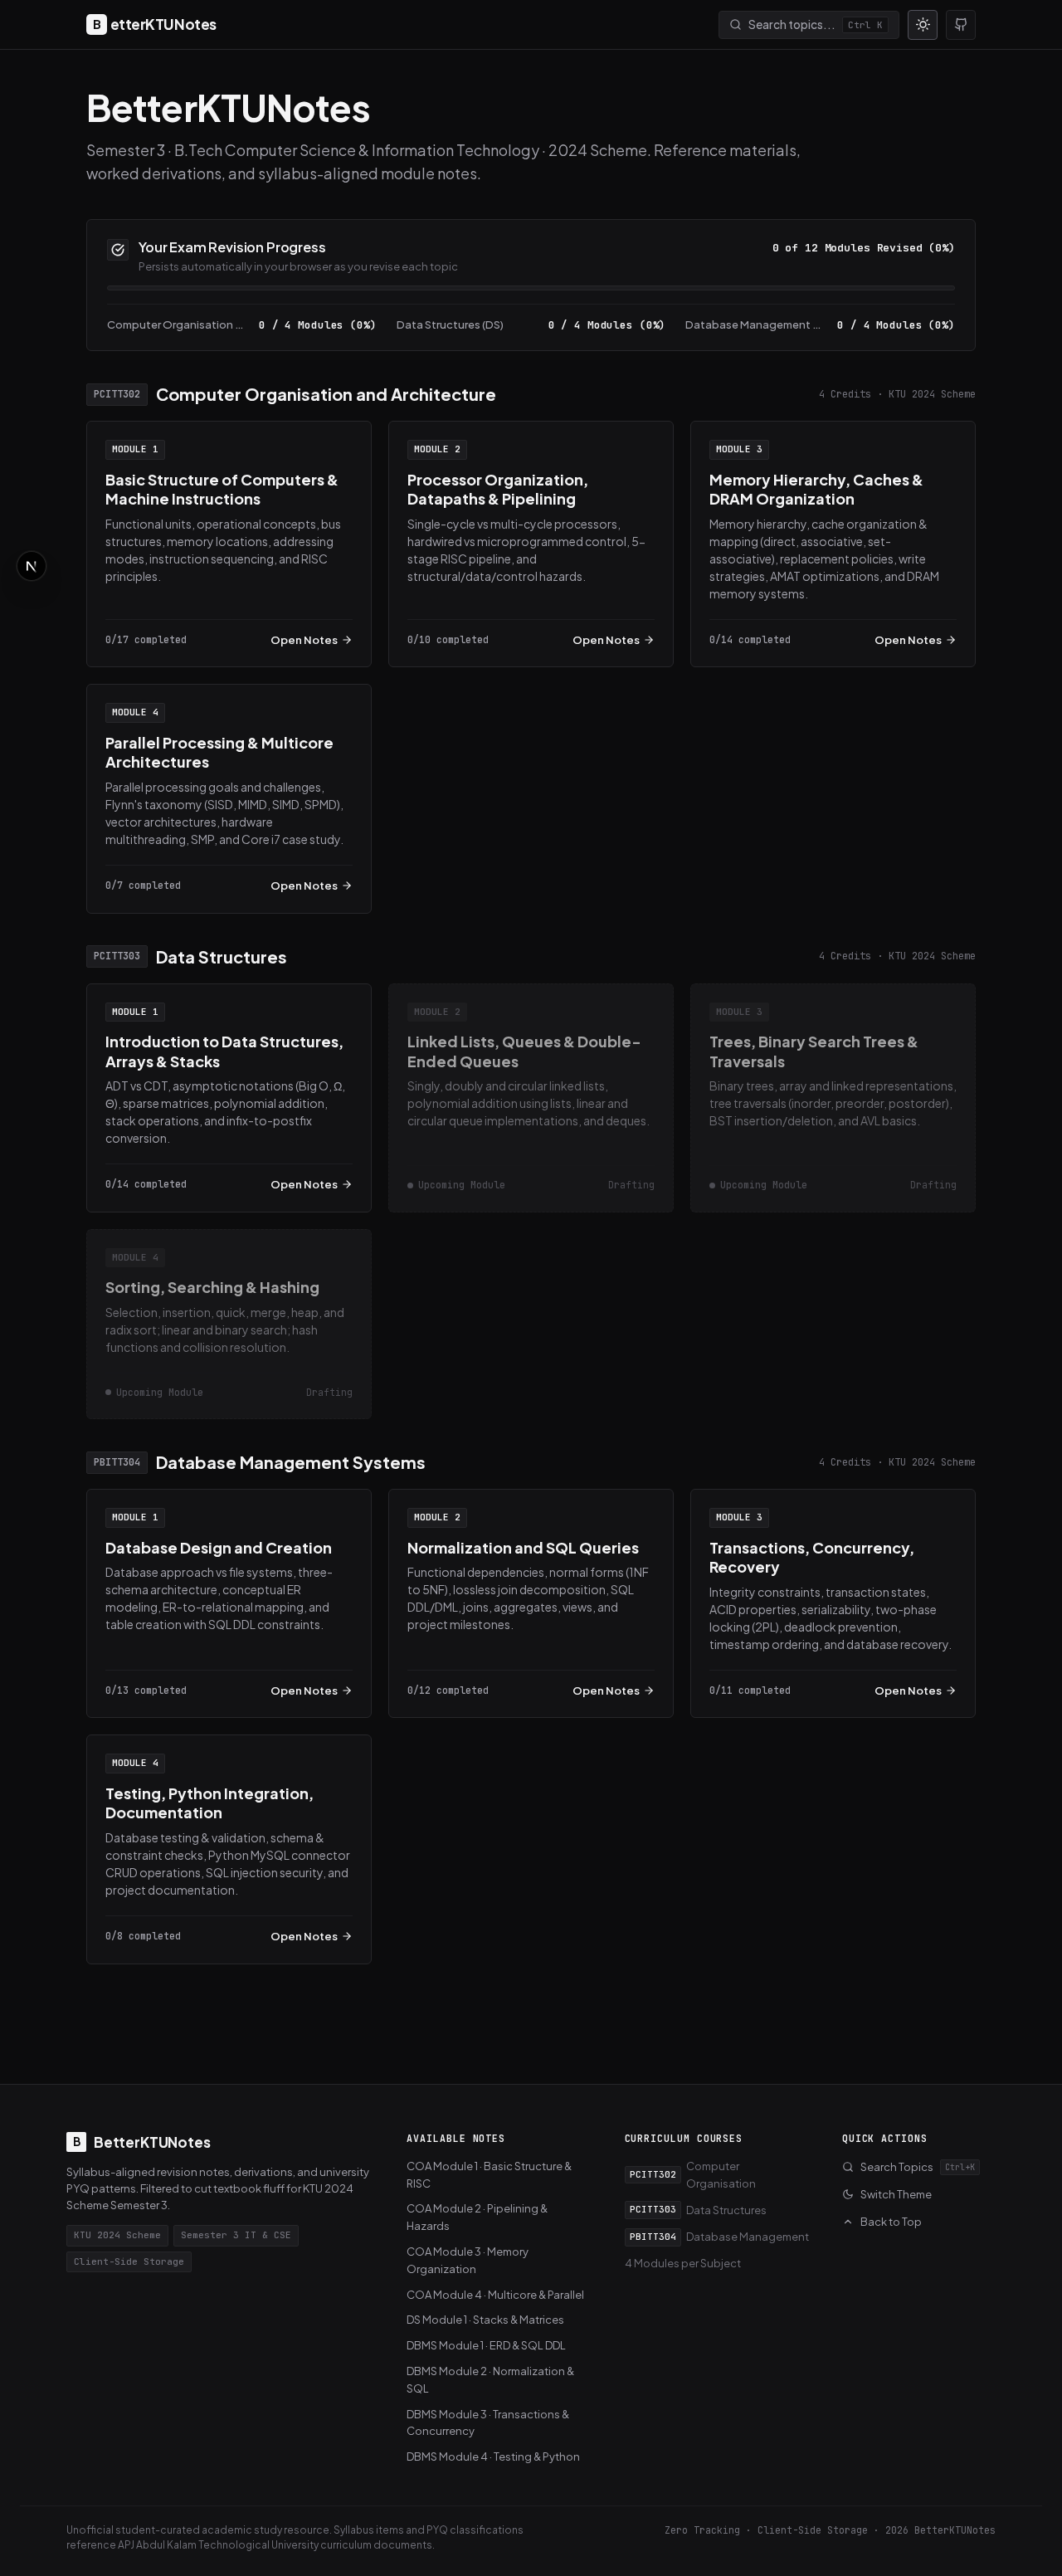 B etterKTUNotes
Search topics... Ctrl K
BetterKTUNotes
Semester 3 · B.Tech Computer Science & Information Technology · 2024 Scheme. Reference materials,
worked derivations, and syllabus-aligned module notes.
Your Exam Revision Progress
0 of 12 Modules Revised (0%)
Persists automatically in your browser as you revise each topic
Computer Organisation ... 0 / 4 Modules (0%)
Data Structures (DS) 0 / 4 Modules (0%)
Database Management ... 0 / 4 Modules (0%)
PCITT302 Computer Organisation and Architecture
4 Credits · KTU 2024 Scheme
MODULE 1
Basic Structure of Computers &
Machine Instructions
Functional units, operational concepts, bus
structures, memory locations, addressing
modes, instruction sequencing, and RISC
principles.
0/17 completed
Open Notes →
MODULE 2
Processor Organization,
Datapaths & Pipelining
Single-cycle vs multi-cycle processors,
hardwired vs microprogrammed control, 5-
stage RISC pipeline, and
structural/data/control hazards.
0/10 completed
Open Notes →
MODULE 3
Memory Hierarchy, Caches &
DRAM Organization
Memory hierarchy, cache organization &
mapping (direct, associative, set-
associative), replacement policies, write
strategies, AMAT optimizations, and DRAM
memory systems.
0/14 completed
Open Notes →
MODULE 4
Parallel Processing & Multicore
Architectures
Parallel processing goals and challenges,
Flynn's taxonomy (SISD, MIMD, SIMD, SPMD),
vector architectures, hardware
multithreading, SMP, and Core i7 case study.
0/7 completed
Open Notes →
N
PCITT303 Data Structures
4 Credits · KTU 2024 Scheme
MODULE 1
Introduction to Data Structures,
Arrays & Stacks
ADT vs CDT, asymptotic notations (Big O, Ω,
Θ), sparse matrices, polynomial addition,
stack operations, and infix-to-postfix
conversion.
0/14 completed
Open Notes →
MODULE 2
Linked Lists, Queues & Double-
Ended Queues
Singly, doubly and circular linked lists,
polynomial addition using lists, linear and
circular queue implementations, and deques.
Upcoming Module
Drafting
MODULE 3
Trees, Binary Search Trees &
Traversals
Binary trees, array and linked representations,
tree traversals (inorder, preorder, postorder),
BST insertion/deletion, and AVL basics.
Upcoming Module
Drafting
MODULE 4
Sorting, Searching & Hashing
Selection, insertion, quick, merge, heap, and
radix sort; linear and binary search; hash
functions and collision resolution.
Upcoming Module
Drafting
PBITT304 Database Management Systems
4 Credits · KTU 2024 Scheme
MODULE 1
Database Design and Creation
Database approach vs file systems, three-
schema architecture, conceptual ER
modeling, ER-to-relational mapping, and
table creation with SQL DDL constraints.
0/13 completed
Open Notes →
MODULE 2
Normalization and SQL Queries
Functional dependencies, normal forms (1NF
to 5NF), lossless join decomposition, SQL
DDL/DML, joins, aggregates, views, and
project milestones.
0/12 completed
Open Notes →
MODULE 3
Transactions, Concurrency,
Recovery
Integrity constraints, transaction states,
ACID properties, serializability, two-phase
locking (2PL), deadlock prevention,
timestamp ordering, and database recovery.
0/11 completed
Open Notes →
MODULE 4
Testing, Python Integration,
Documentation
Database testing & validation, schema &
constraint checks, Python MySQL connector
CRUD operations, SQL injection security, and
project documentation.
0/8 completed
Open Notes →
B BetterKTUNotes
Syllabus-aligned revision notes, derivations, and university
PYQ patterns. Filtered to cut textbook fluff for KTU 2024
Scheme Semester 3.
KTU 2024 Scheme
Semester 3 IT & CSE
Client-Side Storage
AVAILABLE NOTES
COA Module 1 · Basic Structure &
RISC
COA Module 2 · Pipelining &
Hazards
COA Module 3 · Memory
Organization
COA Module 4 · Multicore & Parallel
DS Module 1 · Stacks & Matrices
DBMS Module 1 · ERD & SQL DDL
DBMS Module 2 · Normalization &
SQL
DBMS Module 3 · Transactions &
Concurrency
DBMS Module 4 · Testing & Python
CURRICULUM COURSES
PCITT302 Computer
Organisation
PCITT303 Data Structures
PBITT304 Database Management
4 Modules per Subject
QUICK ACTIONS
Search Topics Ctrl+K
Switch Theme
Back to Top
Unofficial student-curated academic study resource. Syllabus items and PYQ classifications
reference APJ Abdul Kalam Technological University curriculum documents.
Zero Tracking · Client-Side Storage · 2026 BetterKTUNotes